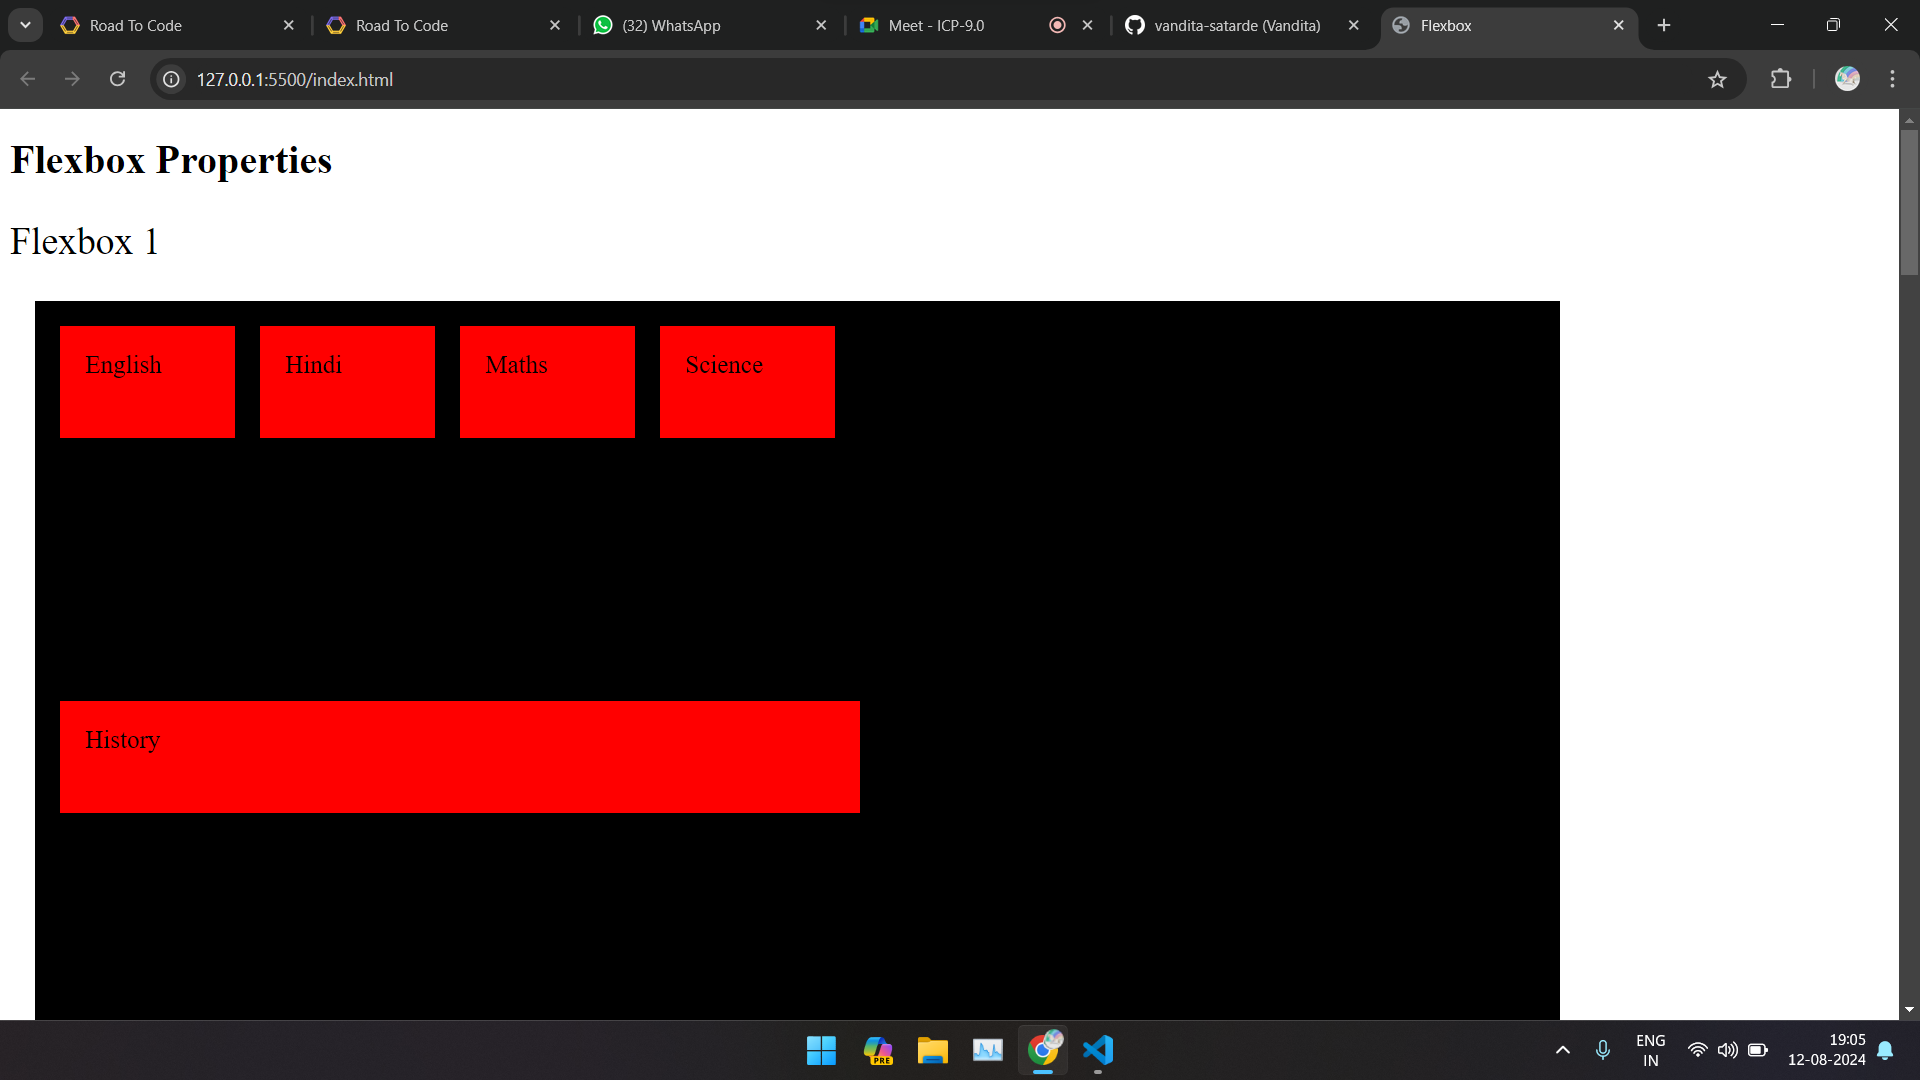 Road To Code
Road To Code
(32) WhatsApp
Meet - ICP-9.0
vandita-satarde (Vandita)
Flexbox
127.0.0.1:5500/index.html
Flexbox Properties
Flexbox 1
English
Hindi
Maths
Science
History
PRE
ENG
IN
19:05
12-08-2024